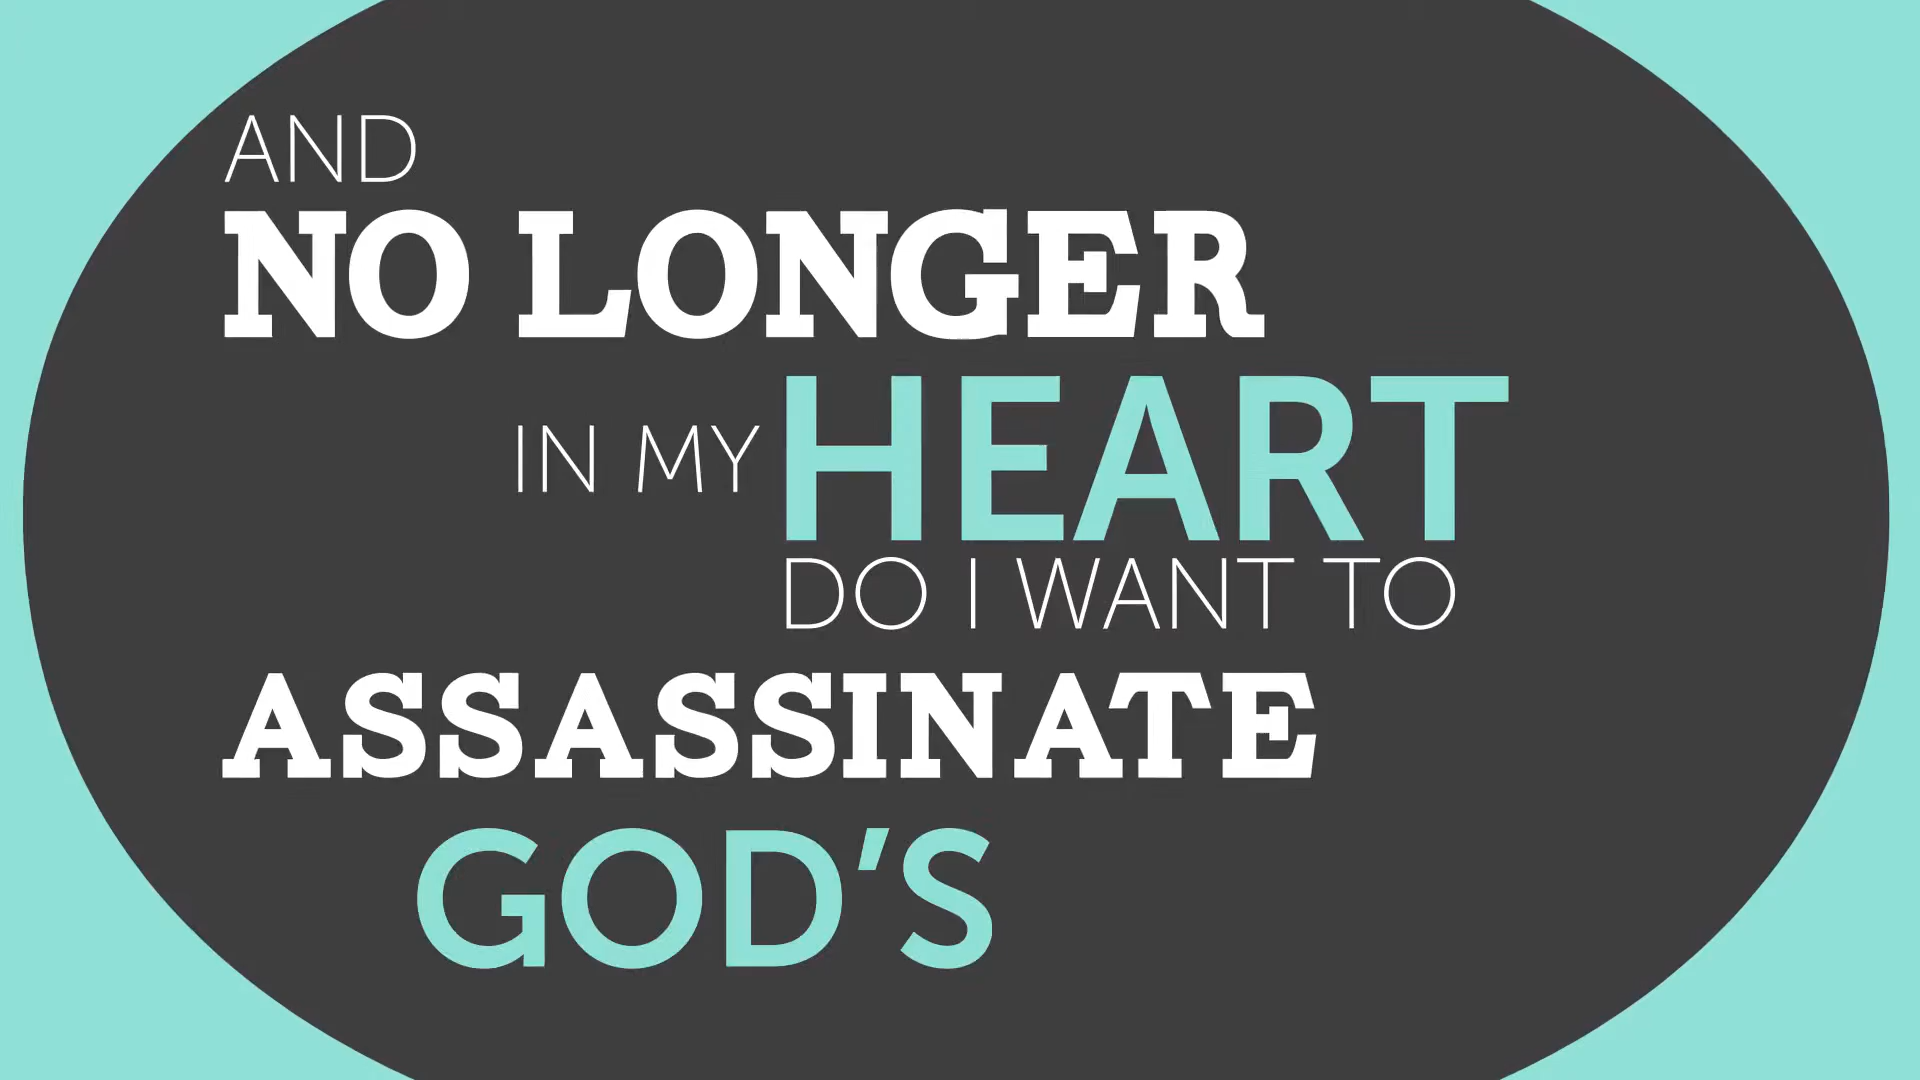 AND
NO LONGER
IN MY HEART
DO I WANT TO
ASSASSINATE
GOD'S